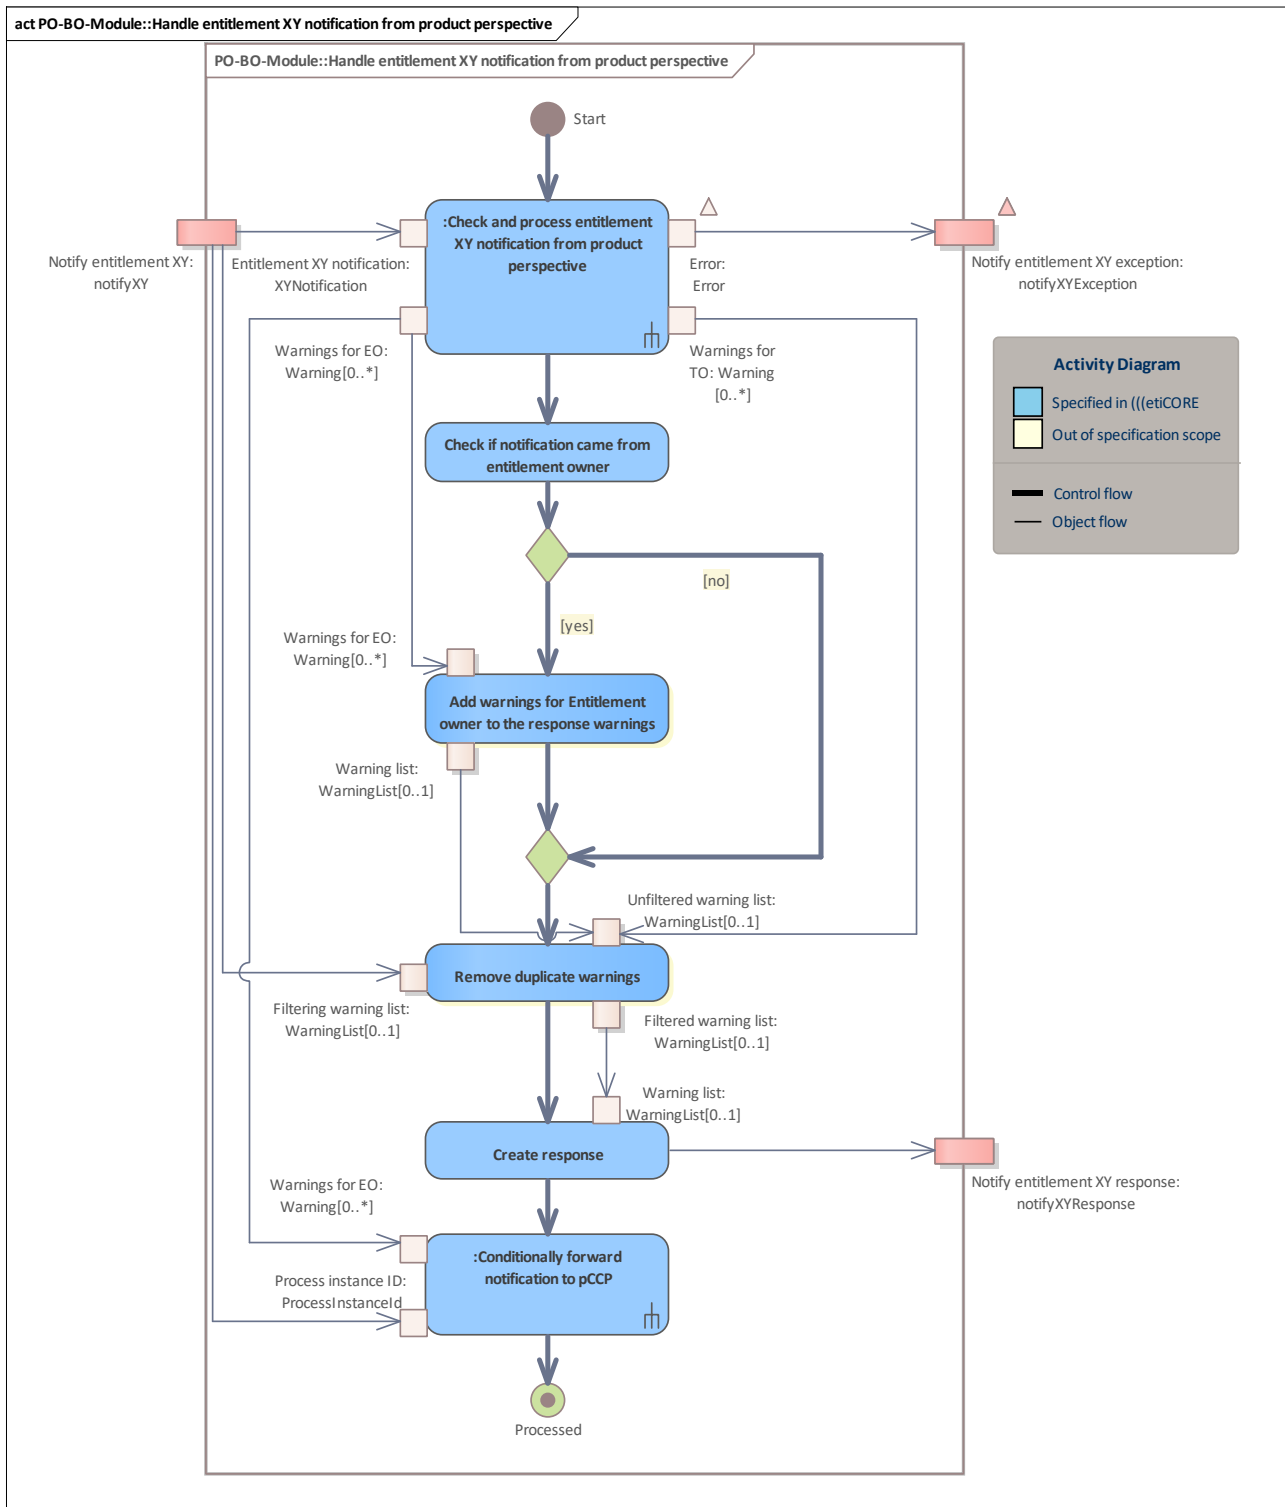 act PO-BO-Module::Handle entitlement XY notification from product perspective
PO-BO-Module::Handle entitlement XY notification from product perspective
Start
:Check and process entitlement
XY notification from product
perspective
Notify entitlement XY:
notifyXY
Entitlement XY notification:
XYNotification
Error:
Error
Notify entitlement XY exception:
notifyXYException
Warnings for EO:
Warning[0..*]
Warnings for
TO: Warning
[0..*]
Activity Diagram
Specified in (((etiCORE
Out of specification scope
Control flow
Object flow
Check if notification came from
entitlement owner
[no]
[yes]
Warnings for EO:
Warning[0..*]
Add warnings for Entitlement
owner to the response warnings
Warning list:
WarningList[0..1]
Unfiltered warning list:
WarningList[0..1]
Remove duplicate warnings
Filtering warning list:
WarningList[0..1]
Filtered warning list:
WarningList[0..1]
Warning list:
WarningList[0..1]
Create response
Notify entitlement XY response:
notifyXYResponse
Warnings for EO:
Warning[0..*]
:Conditionally forward
notification to pCCP
Process instance ID:
ProcessInstanceId
Processed